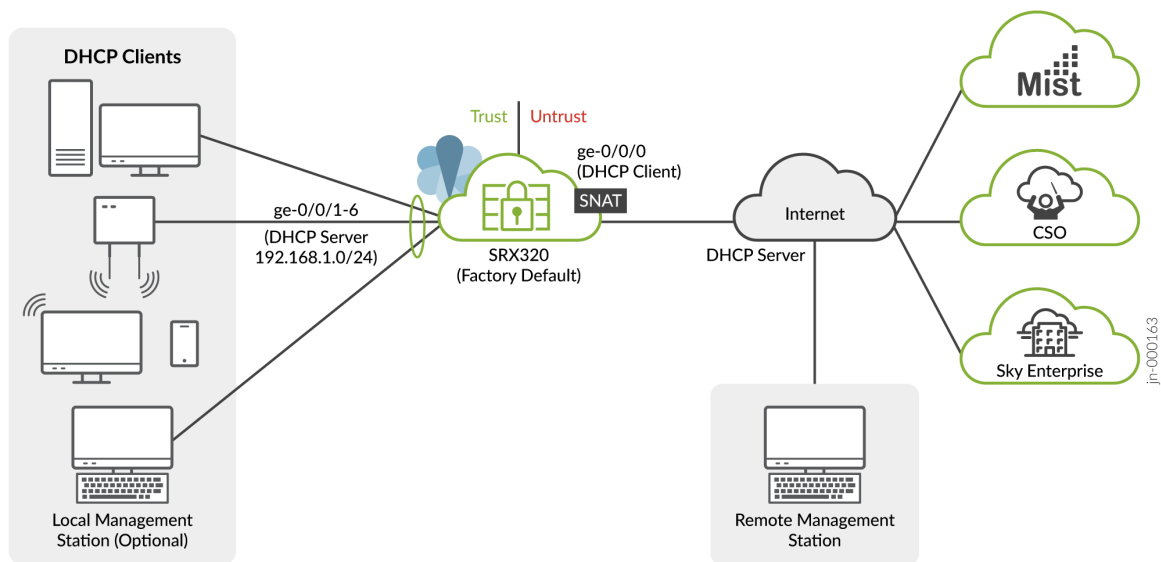 DHCP Clients
Trust
Untrust
ge-0/0/0
(DHCP Client)
SNAT
ge-0/0/1-6
(DHCP Server
192.168.1.0/24)
SRX320
(Factory Default)
Internet
DHCP Server
Mist
CSO
Sky Enterprise
Local Management
Station (Optional)
Remote Management
Station
jn-000163